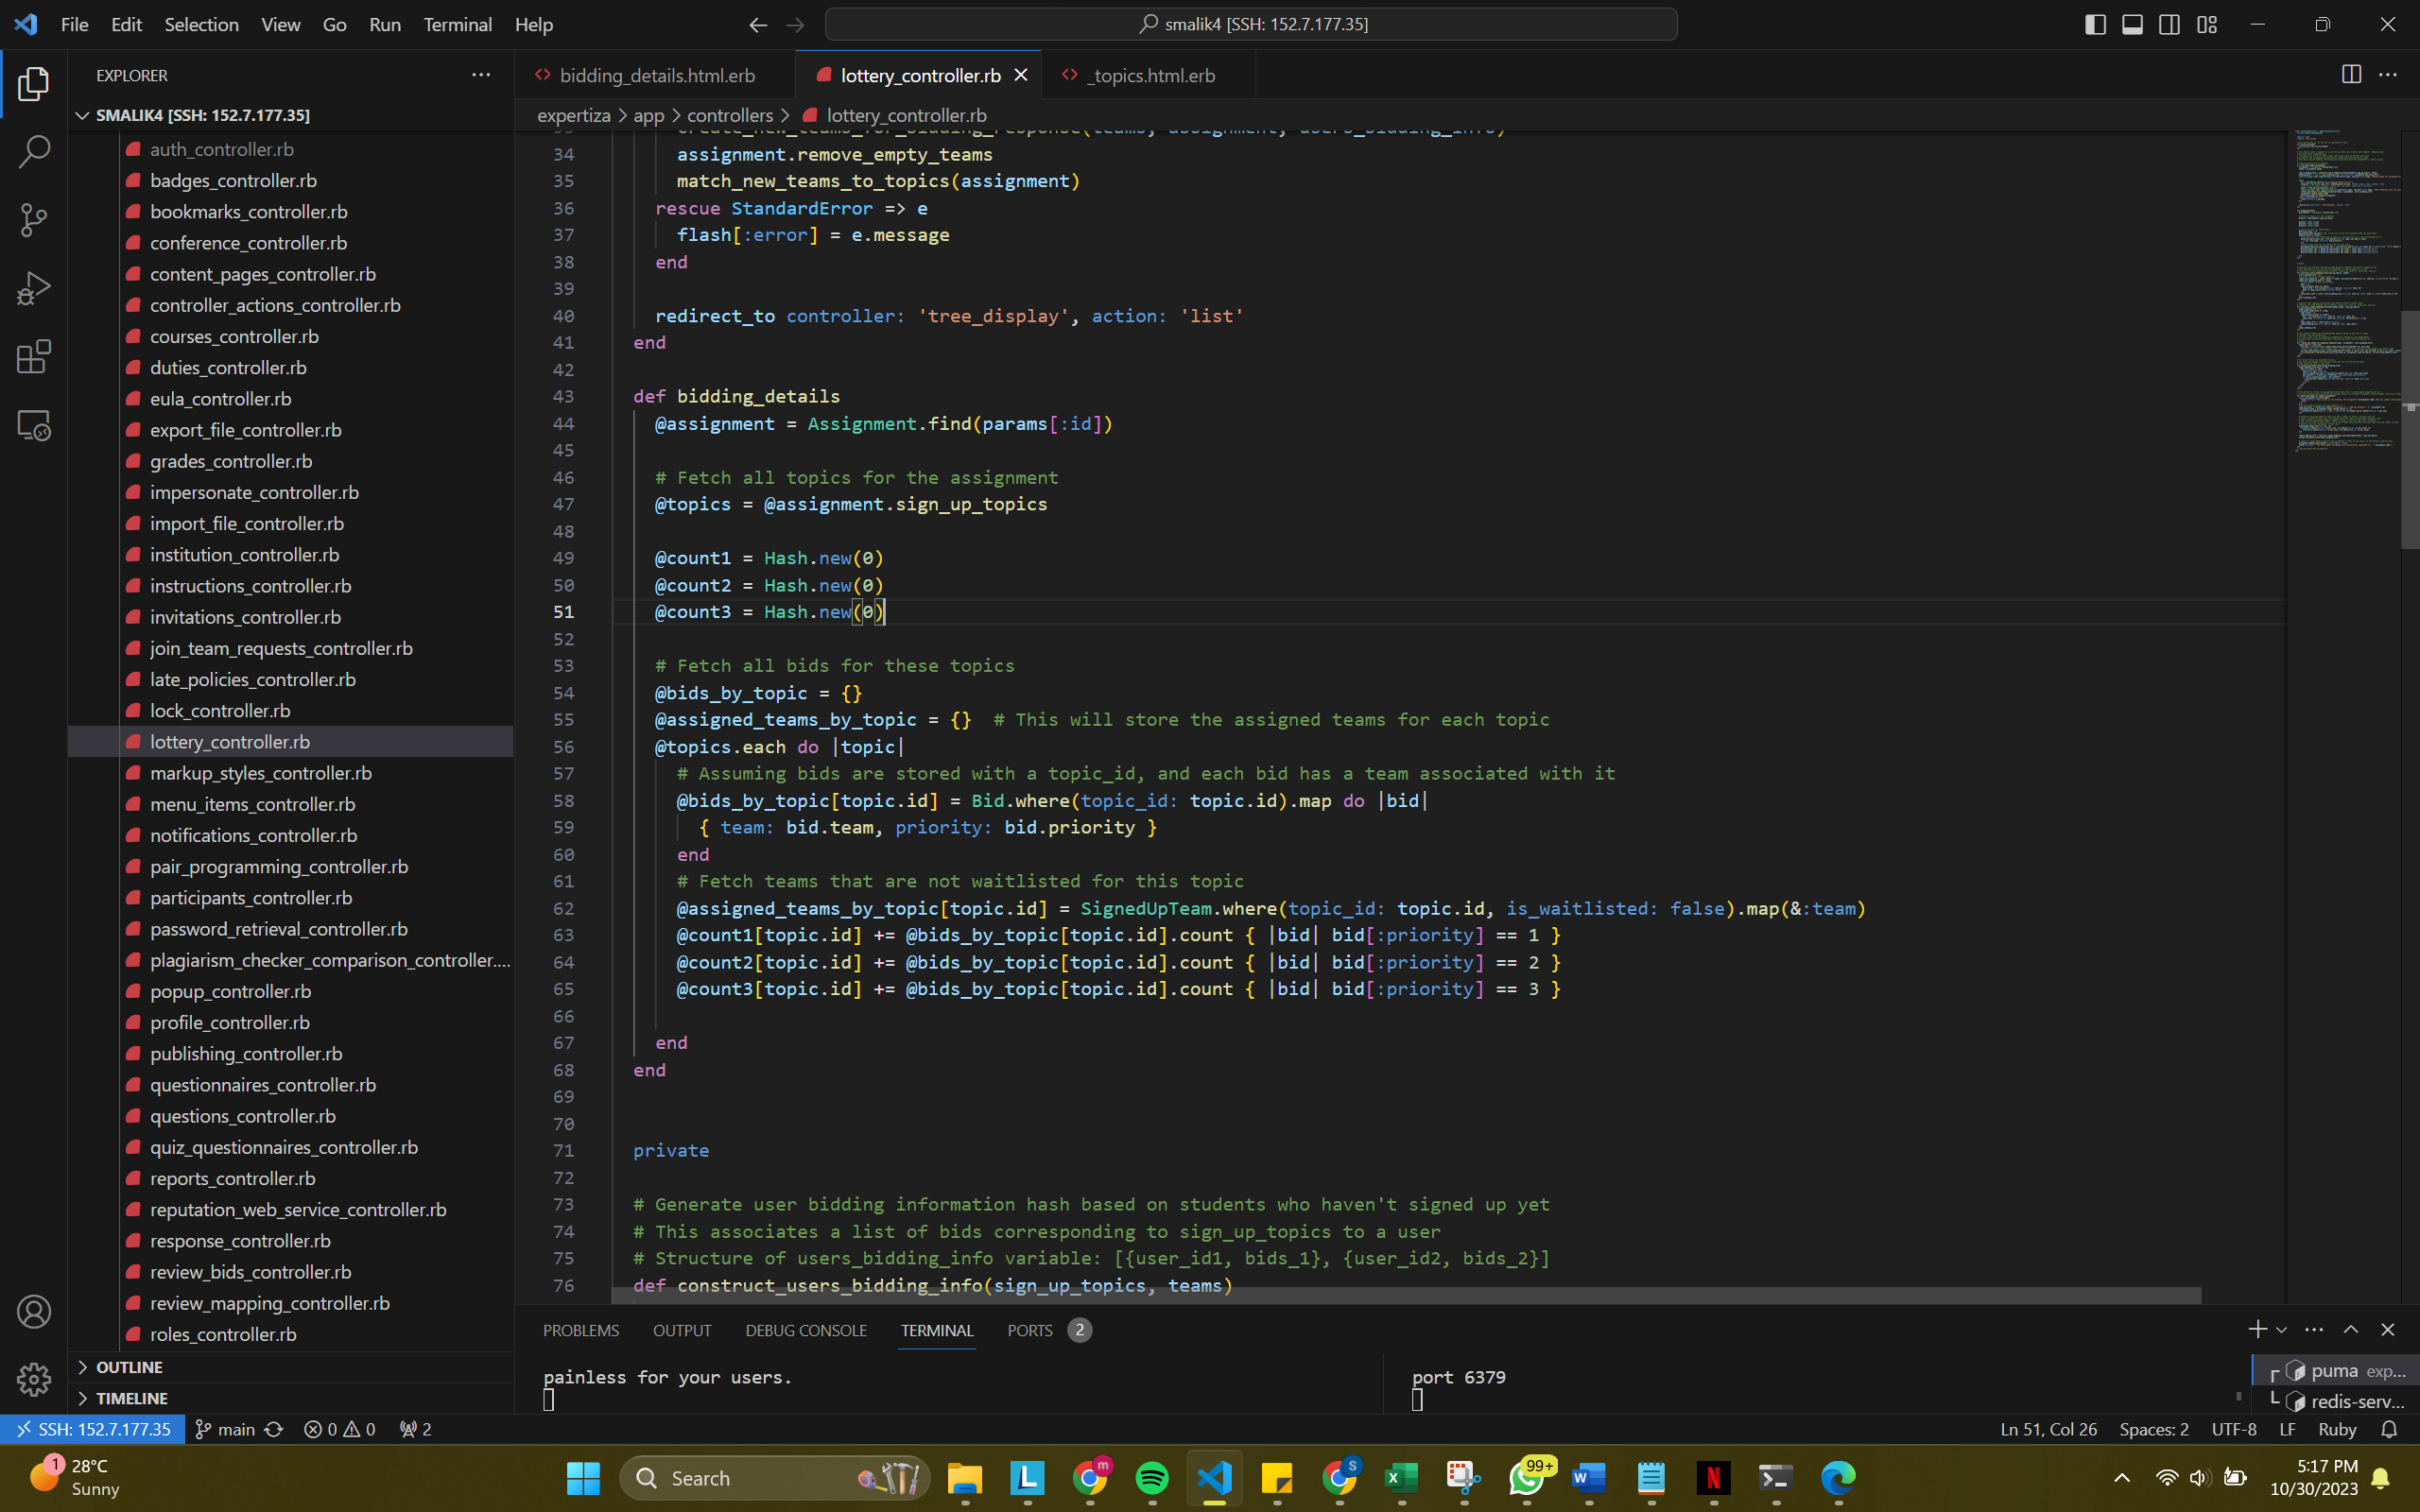 File Edit Selection View Go Run Terminal Help
smalik4 [SSH: 152.7.177.35]
EXPLORER
SMALIK4 [SSH: 152.7.177.35]
auth_controller.rb
badges_controller.rb
bookmarks_controller.rb
conference_controller.rb
content_pages_controller.rb
controller_actions_controller.rb
courses_controller.rb
duties_controller.rb
eula_controller.rb
export_file_controller.rb
grades_controller.rb
impersonate_controller.rb
import_file_controller.rb
institution_controller.rb
instructions_controller.rb
invitations_controller.rb
join_team_requests_controller.rb
late_policies_controller.rb
lock_controller.rb
lottery_controller.rb
markup_styles_controller.rb
menu_items_controller.rb
notifications_controller.rb
pair_programming_controller.rb
participants_controller.rb
password_retrieval_controller.rb
plagiarism_checker_comparison_controller....
popup_controller.rb
profile_controller.rb
publishing_controller.rb
questionnaires_controller.rb
questions_controller.rb
quiz_questionnaires_controller.rb
reports_controller.rb
reputation_web_service_controller.rb
response_controller.rb
review_bids_controller.rb
review_mapping_controller.rb
roles_controller.rb
OUTLINE
TIMELINE
bidding_details.html.erb lottery_controller.rb _topics.html.erb
expertiza > app > controllers > lottery_controller.rb
create_new_teams_for_bidding_response(teams, assignment, users_bidding_info)
34 assignment.remove_empty_teams
35 match_new_teams_to_topics(assignment)
36 rescue StandardError => e
37 flash[:error] = e.message
38 end
39
40 redirect_to controller: 'tree_display', action: 'list'
41 end
42
43 def bidding_details
44 @assignment = Assignment.find(params[:id])
45
46 # Fetch all topics for the assignment
47 @topics = @assignment.sign_up_topics
48
49 @count1 = Hash.new(0)
50 @count2 = Hash.new(0)
51 @count3 = Hash.new(0)
52
53 # Fetch all bids for these topics
54 @bids_by_topic = {}
55 @assigned_teams_by_topic = {} # This will store the assigned teams for each topic
56 @topics.each do |topic|
57 # Assuming bids are stored with a topic_id, and each bid has a team associated with it
58 @bids_by_topic[topic.id] = Bid.where(topic_id: topic.id).map do |bid|
59 { team: bid.team, priority: bid.priority }
60 end
61 # Fetch teams that are not waitlisted for this topic
62 @assigned_teams_by_topic[topic.id] = SignedUpTeam.where(topic_id: topic.id, is_waitlisted: false).map(&:team)
63 @count1[topic.id] += @bids_by_topic[topic.id].count { |bid| bid[:priority] == 1 }
64 @count2[topic.id] += @bids_by_topic[topic.id].count { |bid| bid[:priority] == 2 }
65 @count3[topic.id] += @bids_by_topic[topic.id].count { |bid| bid[:priority] == 3 }
66
67 end
68 end
69
70
71 private
72
73 # Generate user bidding information hash based on students who haven't signed up yet
74 # This associates a list of bids corresponding to sign_up_topics to a user
75 # Structure of users_bidding_info variable: [{user_id1, bids_1}, {user_id2, bids_2}]
76 def construct_users_bidding_info(sign_up_topics, teams)
PROBLEMS OUTPUT DEBUG CONSOLE TERMINAL PORTS 2
painless for your users.
port 6379
puma exp...
redis-serv...
SSH: 152.7.177.35 main 0 0 2
Ln 51, Col 26 Spaces: 2 UTF-8 LF Ruby
1
28°C
Sunny
Search
99+
5:17 PM
10/30/2023